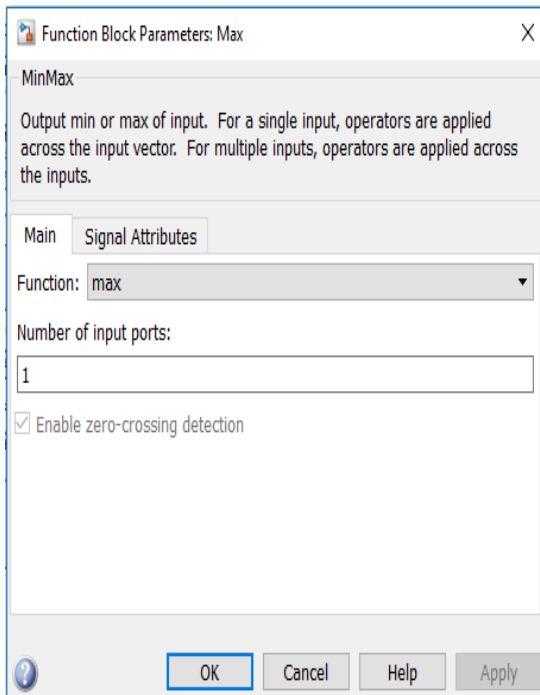 Function Block Parameters: Max
MinMax
Output min or max of input. For a single input, operators are applied
across the input vector. For multiple inputs, operators are applied across
the inputs.
Main Signal Attributes
Function: max
Number of input ports:
1
Enable zero-crossing detection
OK Cancel Help Apply